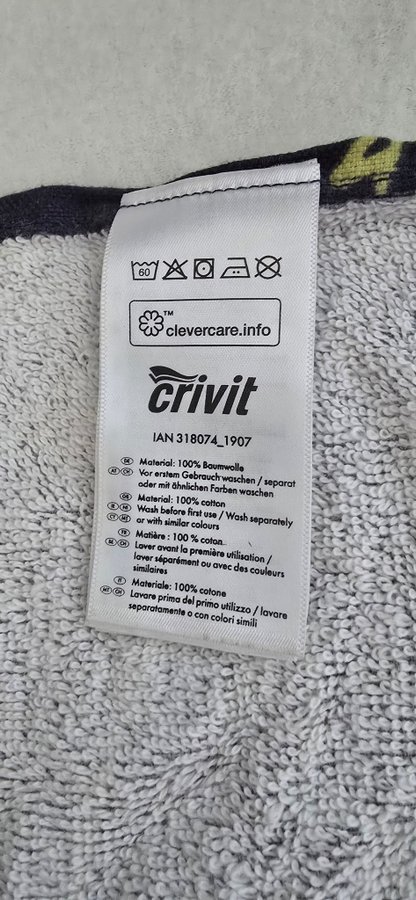 60
™
clevercare.info
crivit
IAN 318074_1907
DE Material: 100% Baumwolle
AT CH Vor erstem Gebrauch waschen / separat
oder mit ähnlichen Farben waschen
GB Material: 100% cotton
IE NI Wash before first use / Wash separately
CY MT or with similar colours
FR Matière : 100 % coton
BE CH Laver avant la première utilisation /
laver séparément ou avec des couleurs
similaires
IT Materiale: 100% cotone
MT CH Lavare prima del primo utilizzo / lavare
separatamente o con colori simili